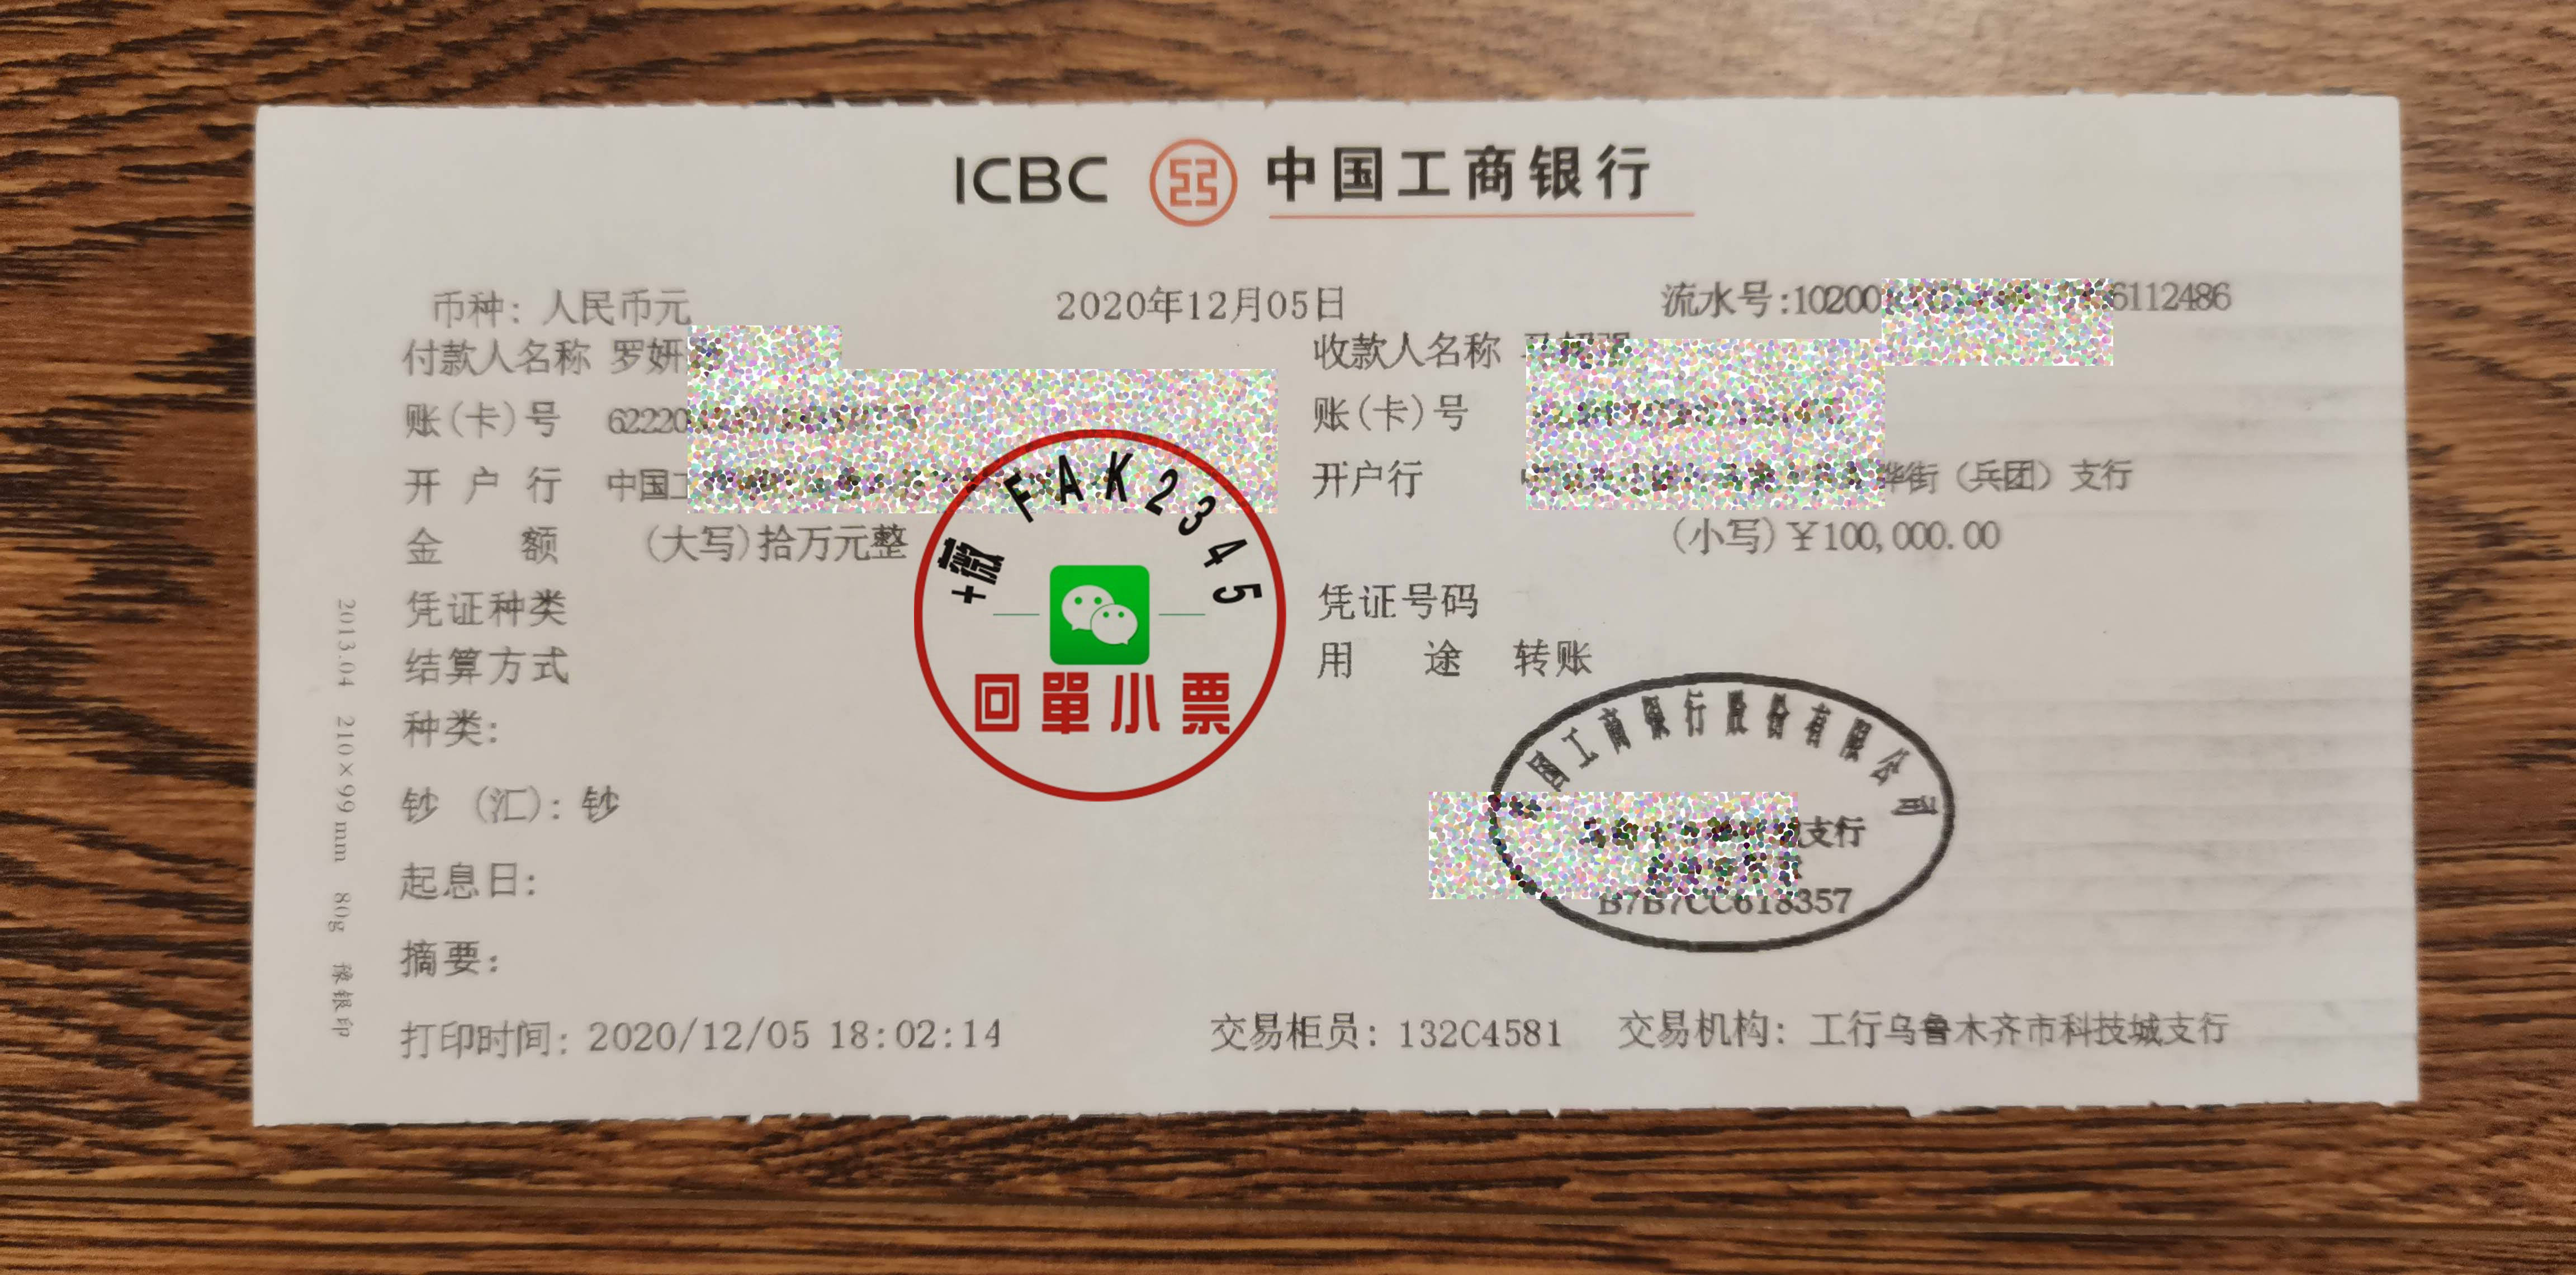 ICBC 中国工商银行
币种：人民币元 2020年12月05日 流水号:10200 6112486
付款人名称 罗妍 收款人名称
账(卡)号 62220 账(卡)号
开户行 中国工 开户行 街（兵团）支行
金额 (大写)拾万元整 (小写)￥100,000.00
凭证种类 凭证号码
结算方式 用途 转账
种类：
钞（汇）：钞
起息日：
摘要：
打印时间：2020/12/05 18:02:14 交易柜员：132C4581 交易机构：工行乌鲁木齐市科技城支行
2013.04 210×99mm 80g 豫银印
+微 FAK2345
回單小票
国工商银行股份有限公司
支行
B7B7CC618357